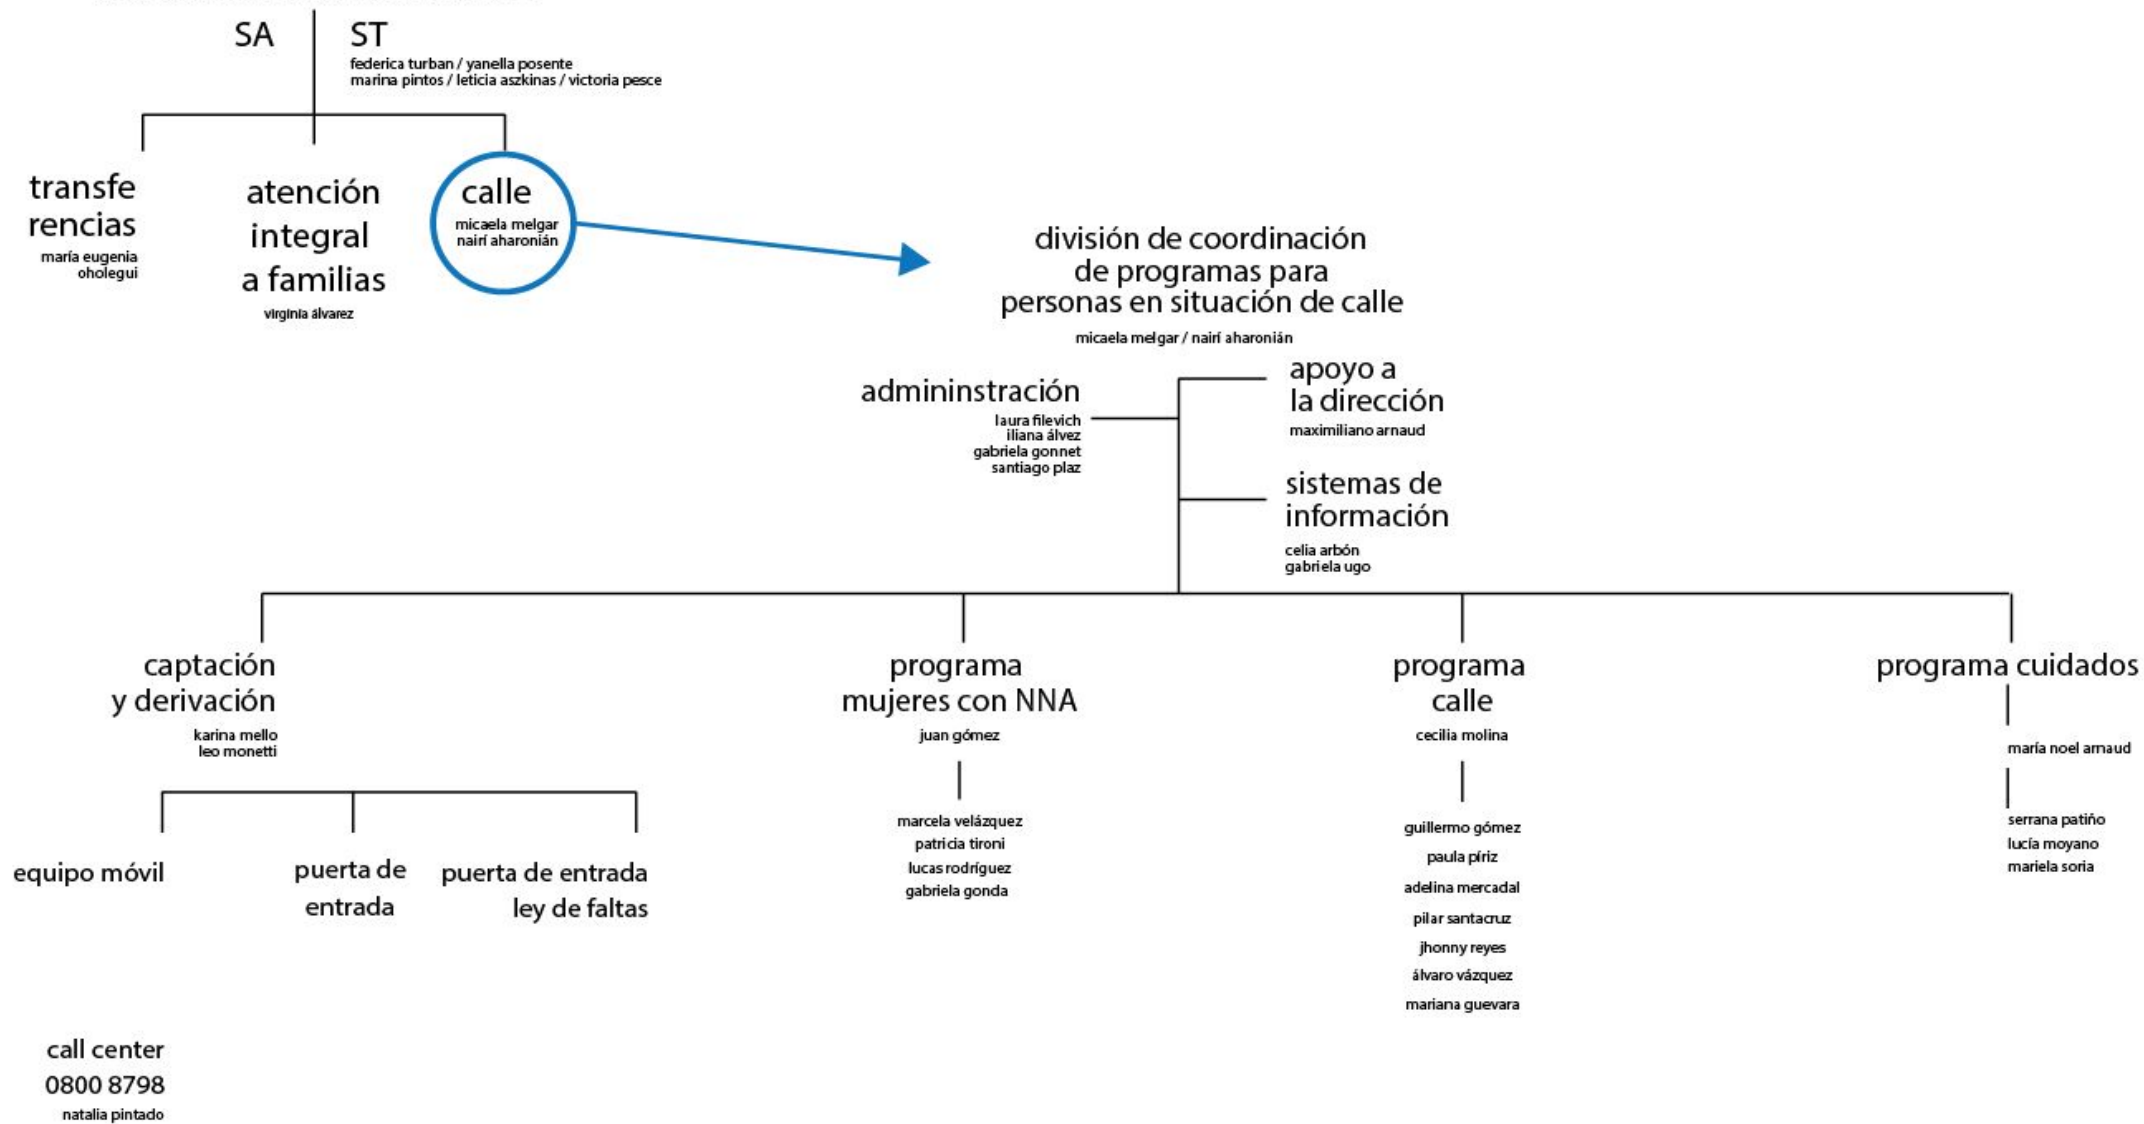 SA
ST
federica turban / yanella posente
marina pintos / leticia aszkinas / victoria pesce
transfe
rencias
maría eugenia
oholegui
atención
integral
a familias
virginia álvarez
calle
micaela melgar
nairí aharonián
división de coordinación
de programas para
personas en situación de calle
micaela melgar / nairí aharonián
admininstración
laura filevich
iliana álvez
gabriela gonnet
santiago plaz
apoyo a
la dirección
maximiliano arnaud
sistemas de
información
celia arbón
gabriela ugo
captación
y derivación
karina mello
leo monetti
equipo móvil
puerta de
entrada
puerta de entrada
ley de faltas
call center
0800 8798
natalia pintado
programa
mujeres con NNA
juan gómez
marcela velázquez
patricia tironi
lucas rodríguez
gabriela gonda
programa
calle
cecilia molina
guillermo gómez
paula píriz
adelina mercadal
pilar santacruz
jhonny reyes
álvaro vázquez
mariana guevara
programa cuidados
maría noel arnaud
serrana patiño
lucía moyano
mariela soria